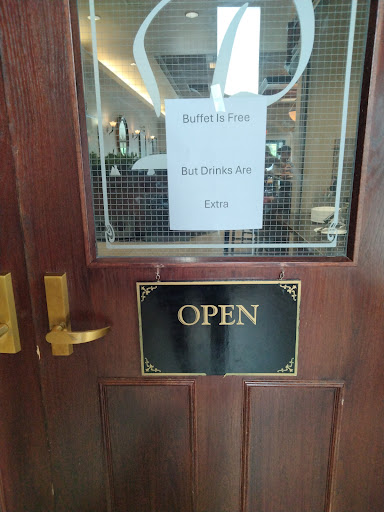 Buffet Is Free
But Drinks Are
Extra
OPEN